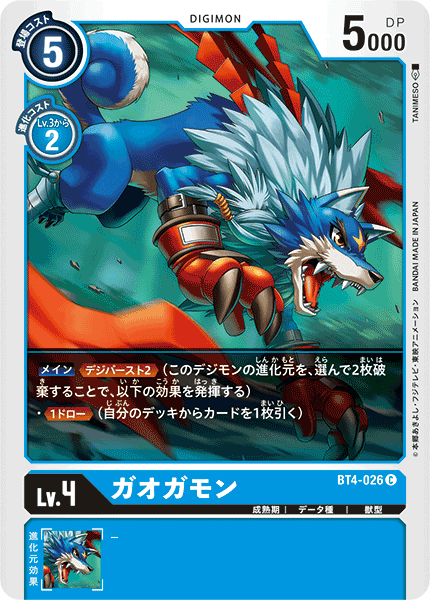 登場コスト
5
DIGIMON
DP
5000
進化コスト
Lv.3から
2
TANIMESO
©本郷あきよし・フジテレビ・東映アニメーション BANDAI MADE IN JAPAN
メイン デジバースト2 (このデジモンの進化元を、選んで2枚破
棄することで、以下の効果を発揮する)
・1ドロー (自分のデッキからカードを1枚引く)
BT4-026 C
Lv.4 ガオガモン
成熟期 | データ種 | 獣型
進化元効果
–